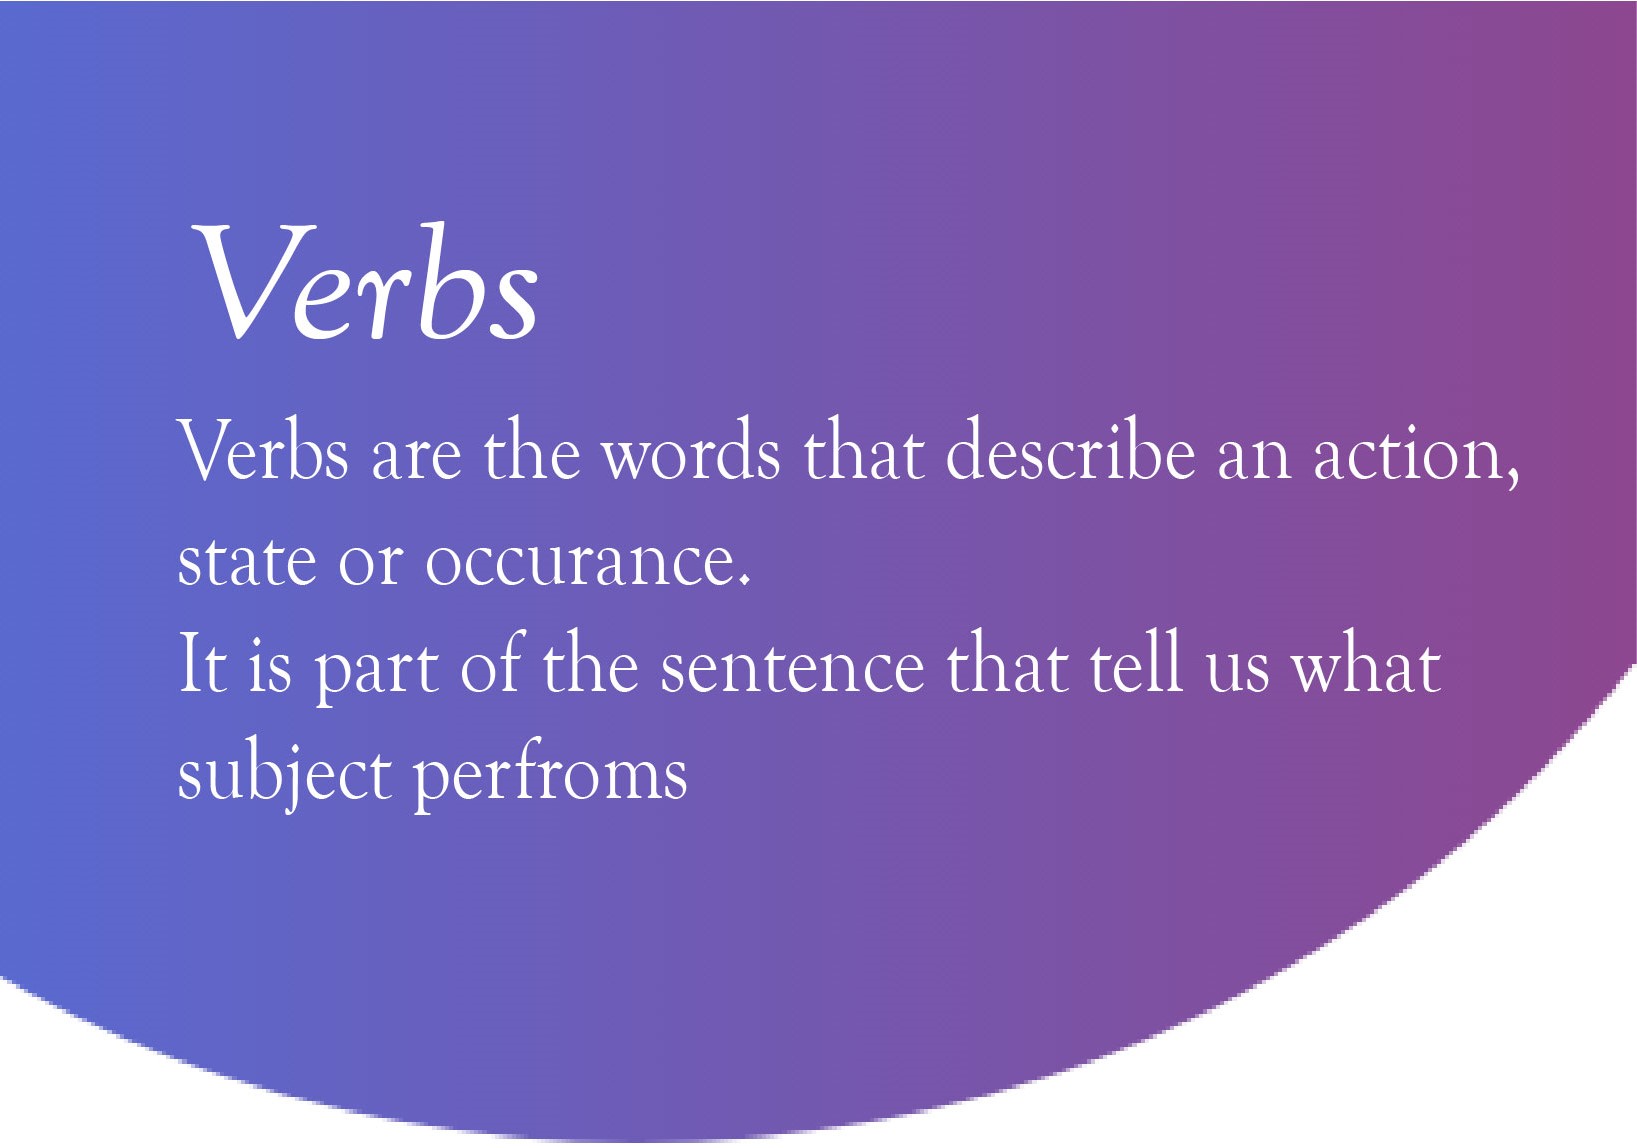 Verbs
Verbs are the words that describe an action,
state or occurance.
It is part of the sentence that tell us what
subject perfroms